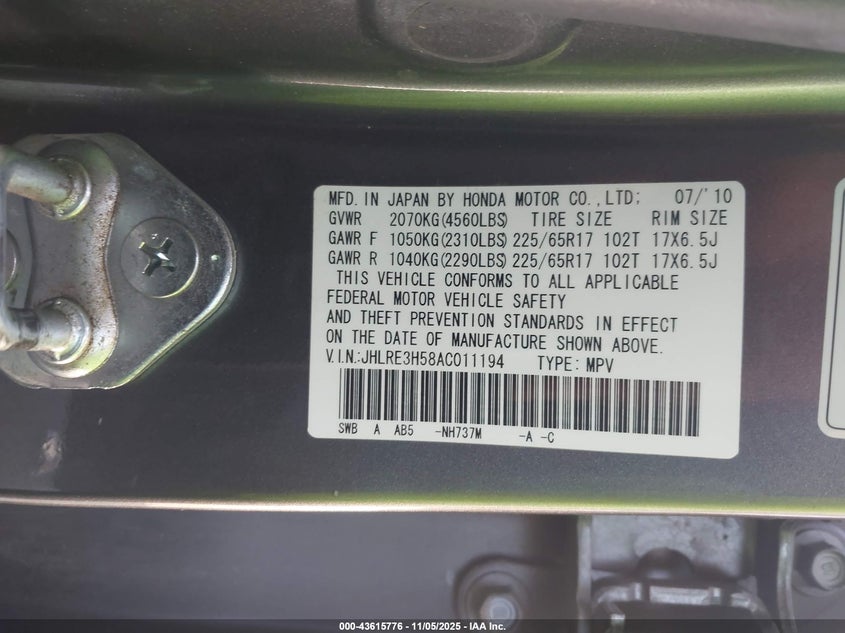 MFD. IN JAPAN BY HONDA MOTOR CO.,LTD; 07/'10
GVWR 2070KG(4560LBS) TIRE SIZE RIM SIZE
GAWR F 1050KG(2310LBS) 225/65R17 102T 17X6.5J
GAWR R 1040KG(2290LBS) 225/65R17 102T 17X6.5J
THIS VEHICLE CONFORMS TO ALL APPLICABLE
FEDERAL MOTOR VEHICLE SAFETY
AND THEFT PREVENTION STANDARDS IN EFFECT
ON THE DATE OF MANUFACTURE SHOWN ABOVE.
V.I.N.:JHLRE3H58AC011194 TYPE: MPV
SWB A AB5 -NH737M -A -C
000-43615776 - 11/05/2025 - IAA Inc.